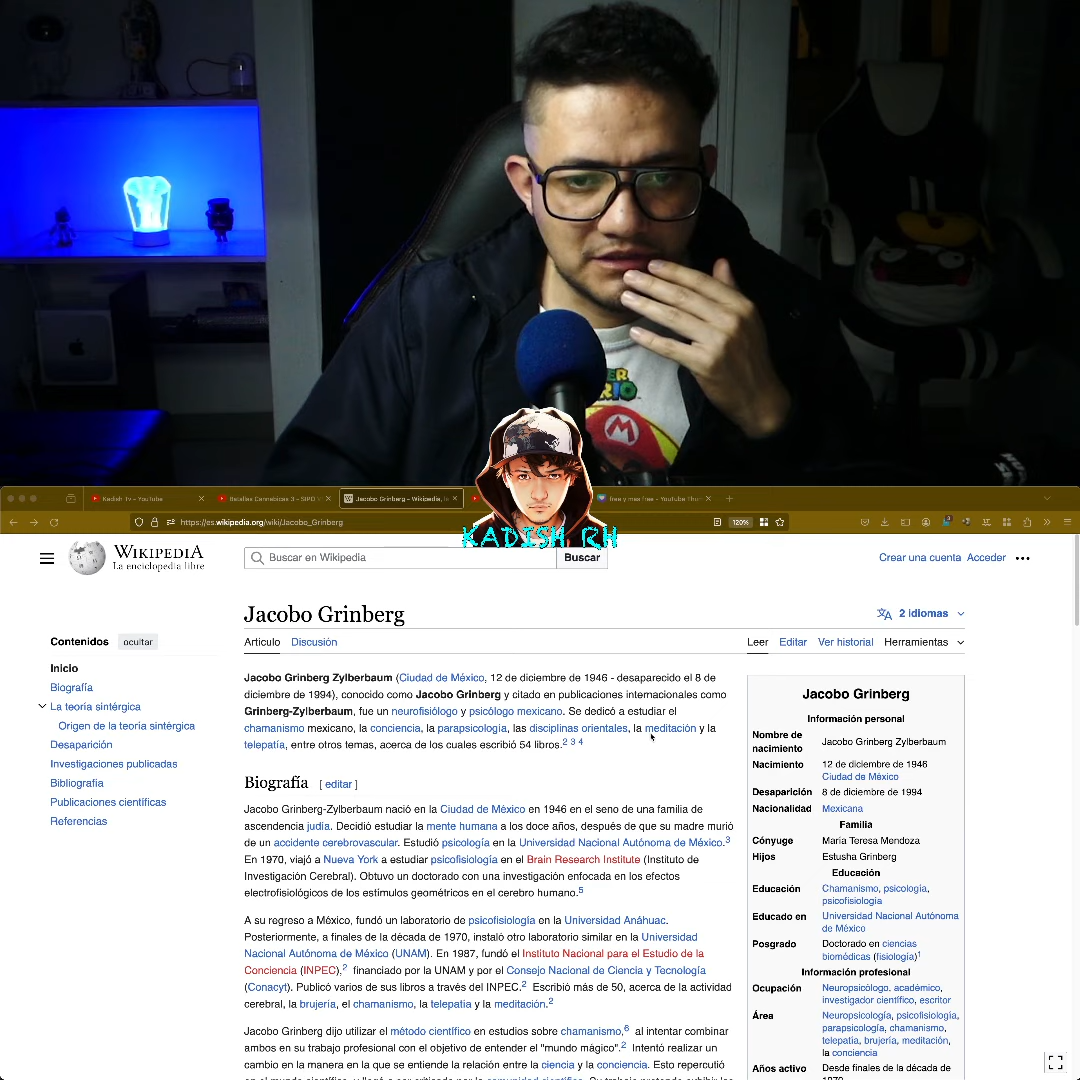 Kadish Tv – YouTube
Batallas Cannabicas 3 – SIPO V
Jacobo Grinberg – Wikipedia, la
free y mas free - YouTube Thum
https://es.wikipedia.org/wiki/Jacobo_Grinberg
120%
M
KADISH RH
WIKIPEDIA
La enciclopedia libre
Buscar en Wikipedia
Buscar
Crear una cuenta
Acceder
Jacobo Grinberg
2 idiomas
Contenidos
ocultar
Artículo
Discusión
Leer
Editar
Ver historial
Herramientas
Inicio
Biografía
La teoría sintérgica
Origen de la teoría sintérgica
Desaparición
Investigaciones publicadas
Bibliografía
Publicaciones científicas
Referencias
Jacobo Grinberg Zylberbaum (Ciudad de México, 12 de diciembre de 1946 - desaparecido el 8 de
diciembre de 1994), conocido como Jacobo Grinberg y citado en publicaciones internacionales como
Grinberg-Zylberbaum, fue un neurofisiólogo y psicólogo mexicano. Se dedicó a estudiar el
chamanismo mexicano, la conciencia, la parapsicología, las disciplinas orientales, la meditación y la
telepatía, entre otros temas, acerca de los cuales escribió 54 libros.2 3 4
Biografía [ editar ]
Jacobo Grinberg-Zylberbaum nació en la Ciudad de México en 1946 en el seno de una familia de
ascendencia judía. Decidió estudiar la mente humana a los doce años, después de que su madre murió
de un accidente cerebrovascular. Estudió psicología en la Universidad Nacional Autónoma de México.3
En 1970, viajó a Nueva York a estudiar psicofisiología en el Brain Research Institute (Instituto de
Investigación Cerebral). Obtuvo un doctorado con una investigación enfocada en los efectos
electrofisiológicos de los estímulos geométricos en el cerebro humano.5
A su regreso a México, fundó un laboratorio de psicofisiología en la Universidad Anáhuac.
Posteriormente, a finales de la década de 1970, instaló otro laboratorio similar en la Universidad
Nacional Autónoma de México (UNAM). En 1987, fundó el Instituto Nacional para el Estudio de la
Conciencia (INPEC),2 financiado por la UNAM y por el Consejo Nacional de Ciencia y Tecnología
(Conacyt). Publicó varios de sus libros a través del INPEC.2 Escribió más de 50, acerca de la actividad
cerebral, la brujería, el chamanismo, la telepatía y la meditación.2
Jacobo Grinberg dijo utilizar el método científico en estudios sobre chamanismo,6 al intentar combinar
ambos en su trabajo profesional con el objetivo de entender el "mundo mágico".2 Intentó realizar un
cambio en la manera en la que se entiende la relación entre la ciencia y la conciencia. Esto repercutió
Jacobo Grinberg
Información personal
Nombre de nacimiento
Jacobo Grinberg Zylberbaum
Nacimiento
12 de diciembre de 1946
Ciudad de México
Desaparición
8 de diciembre de 1994
Nacionalidad
Mexicana
Familia
Cónyuge
María Teresa Mendoza
Hijos
Estusha Grinberg
Educación
Educación
Chamanismo, psicología,
psicofisiología
Educado en
Universidad Nacional Autónoma
de México
Posgrado
Doctorado en ciencias
biomédicas (fisiología)1
Información profesional
Ocupación
Neuropsicólogo, académico,
investigador científico, escritor
Área
Neuropsicología, psicofisiología,
parapsicología, chamanismo,
telepatía, brujería, meditación,
la conciencia
Años activo
Desde finales de la década de